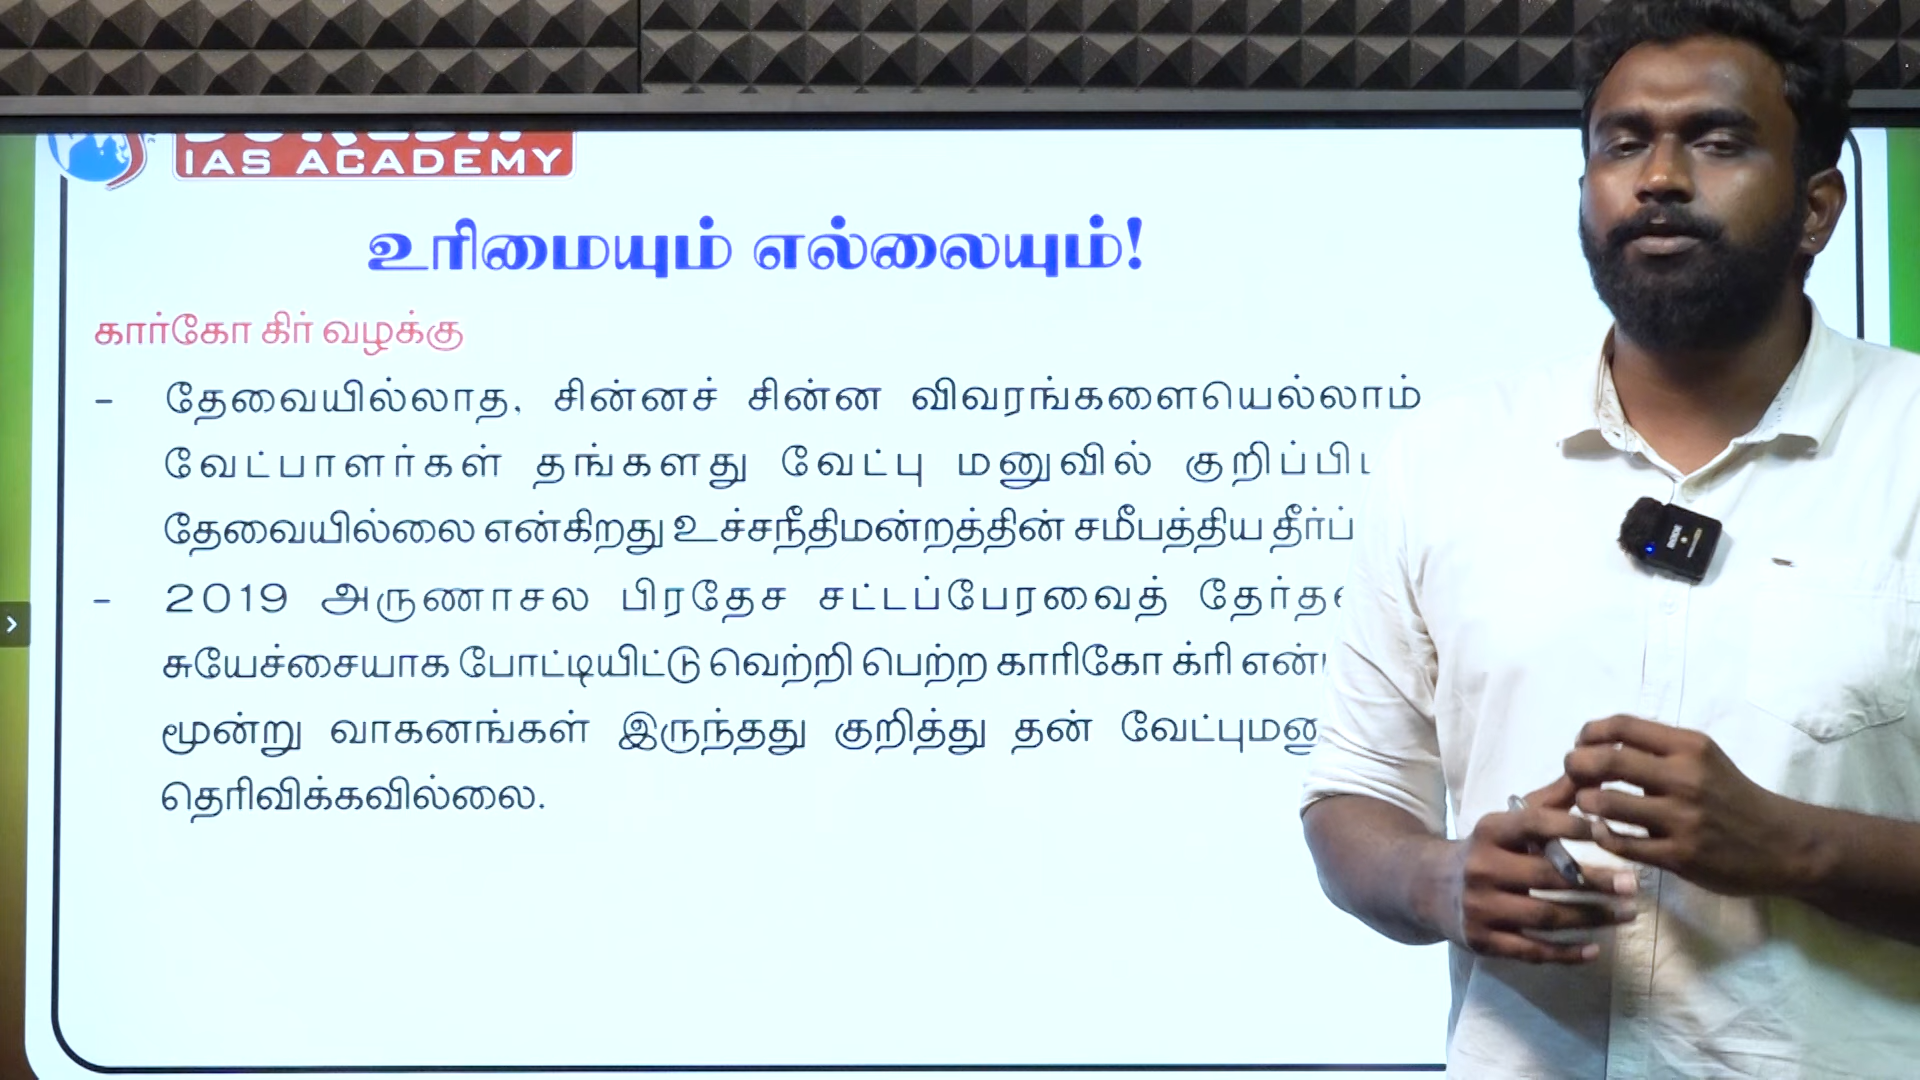 IAS ACADEMY
உரிமையும் எல்லையும்!
கார்கோ கிர் வழக்கு
- தேவையில்லாத, சின்னச் சின்ன விவரங்களையெல்லாம்
வேட்பாளர்கள் தங்களது வேட்பு மனுவில்
தேவையில்லை என்கிறது உச்சநீதிமன்றத்தின் சமீபத்திய
- 2019 அருணாசல பிரதேச சட்டப்பேரவைத்
சுயேச்சையாக போட்டியிட்டு வெற்றி பெற்ற காரிகோ க்ரி
மூன்று வாகனங்கள் இருந்தது குறித்து தன்
தெரிவிக்கவில்லை.